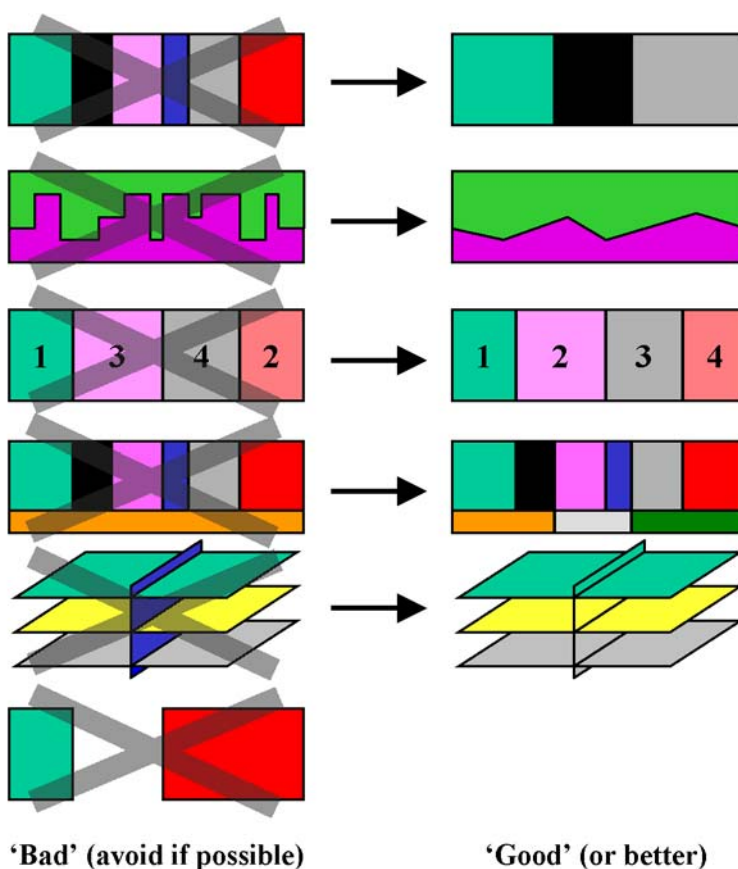 1 3 4 2
1 2 3 4
‘Bad’ (avoid if possible)
‘Good’ (or better)